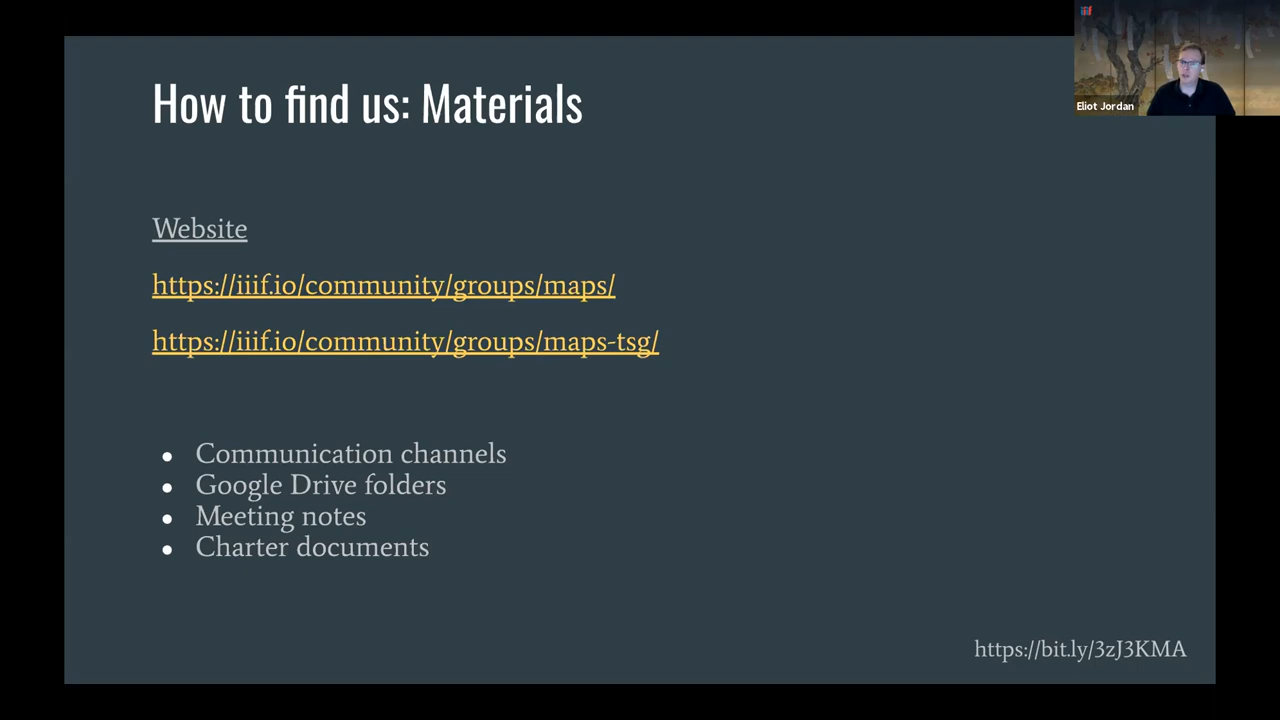 iiif
Eliot Jordan
How to find us: Materials
Website
https://iiif.io/community/groups/maps/
https://iiif.io/community/groups/maps-tsg/
● Communication channels
● Google Drive folders
● Meeting notes
● Charter documents
https://bit.ly/3zJ3KMA